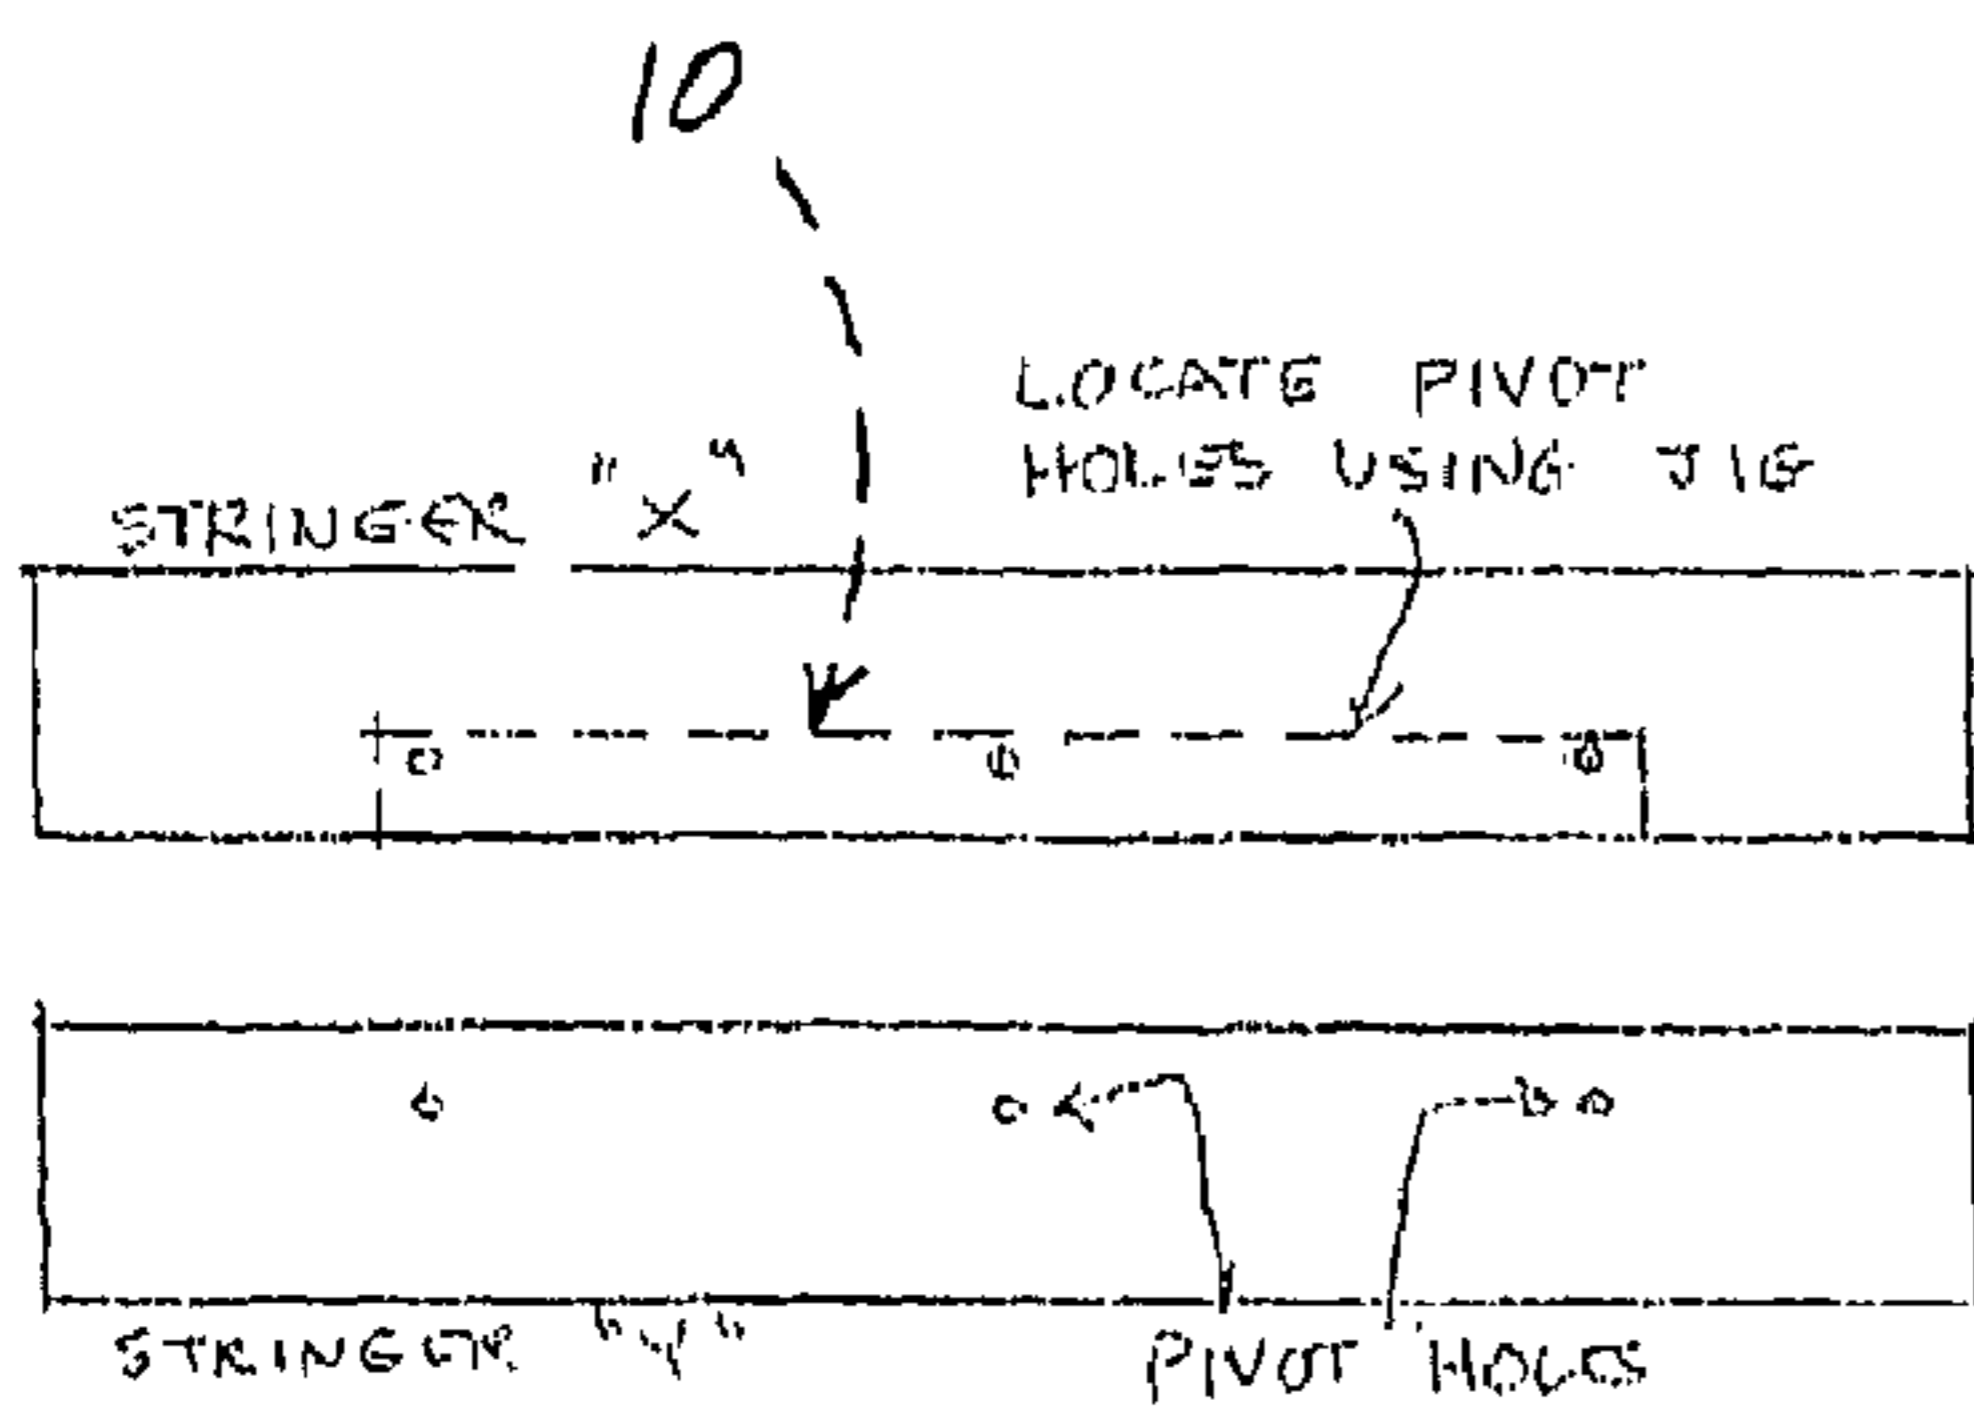 10
LOCATE PIVOT
HOLES USING JIG
STRINGER "X"
STRINGER "Y"
PIVOT HOLES